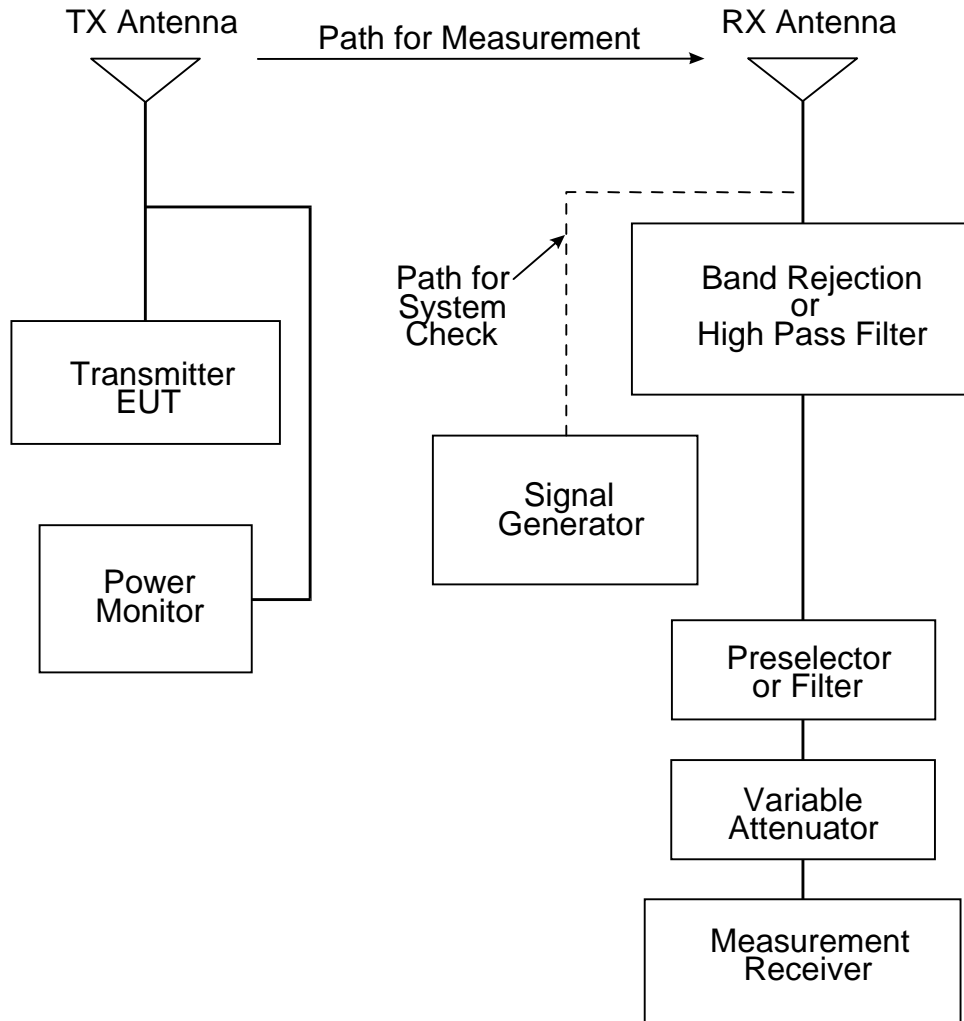 TX Antenna
Path for Measurement
RX Antenna
Path for
System
Check
Band Rejection
or
High Pass Filter
Transmitter
EUT
Signal
Generator
Power
Monitor
Preselector
or Filter
Variable
Attenuator
Measurement
Receiver